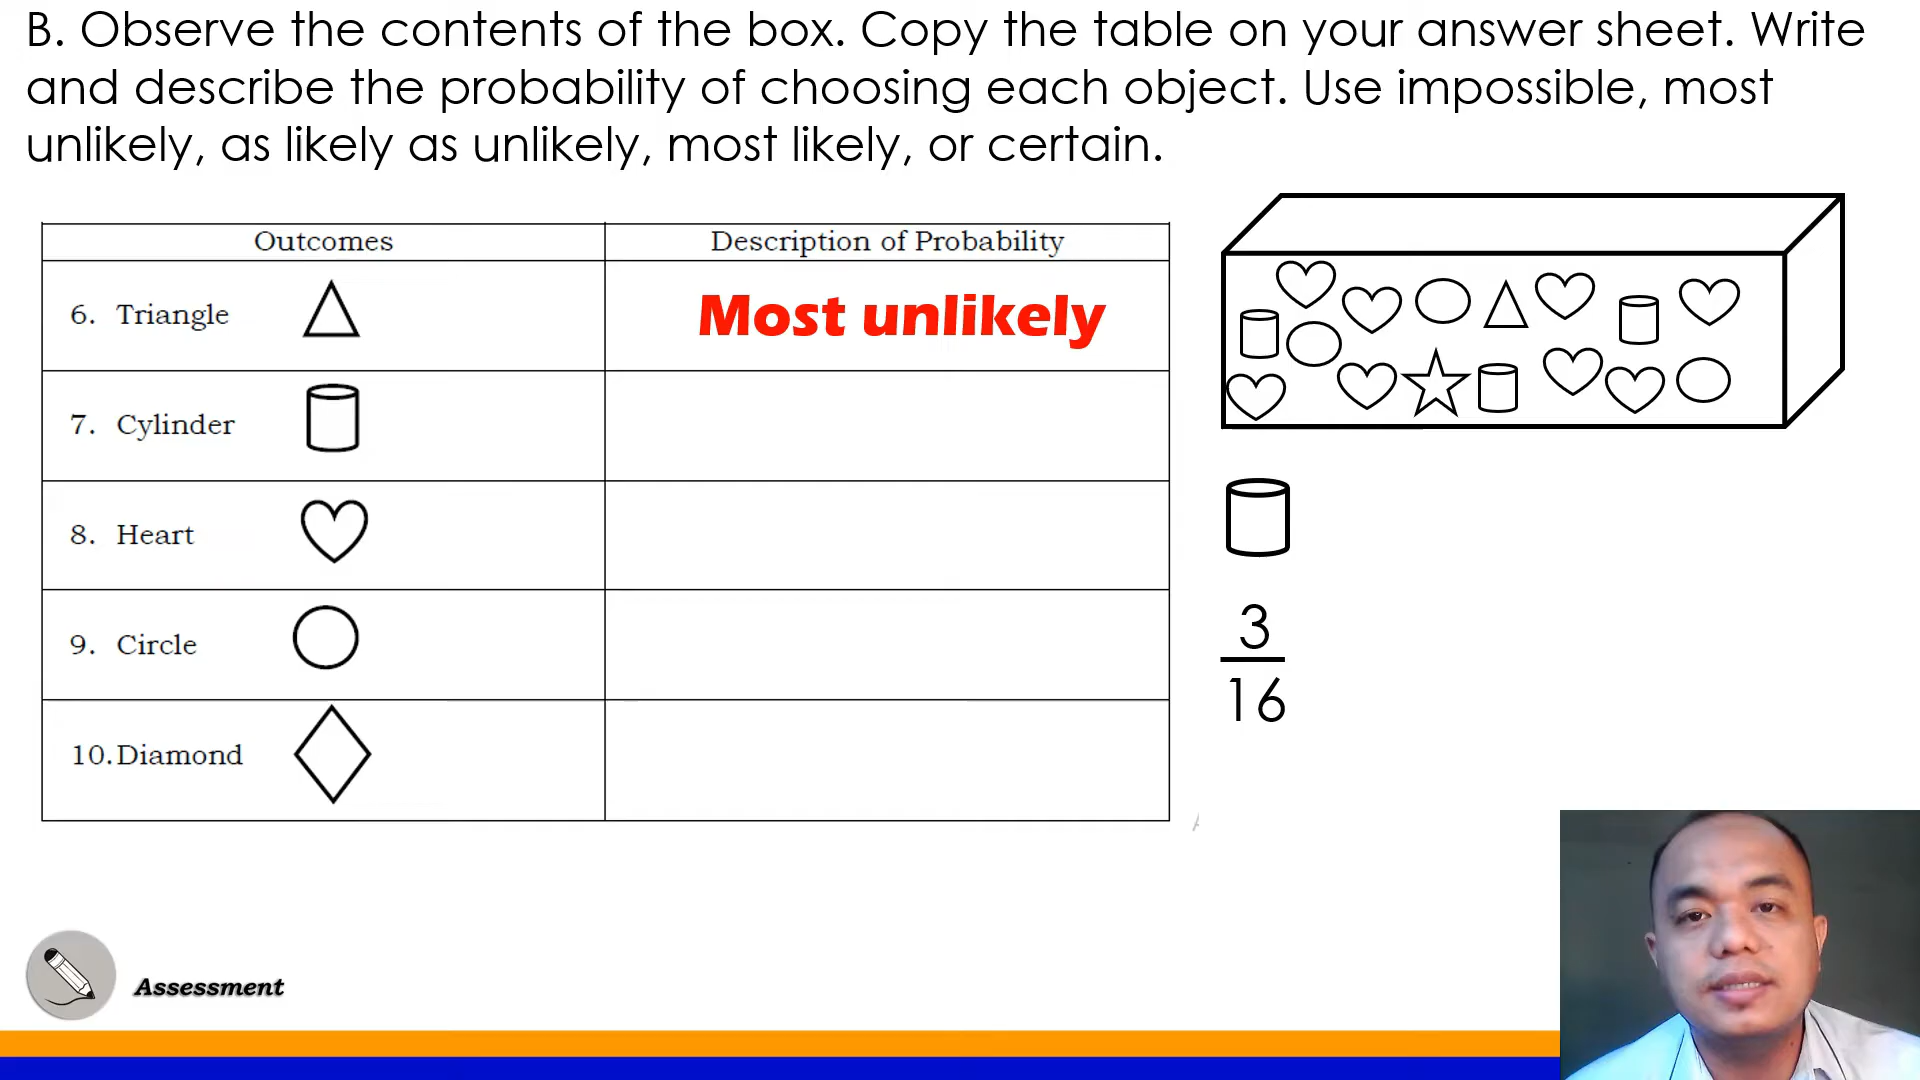 B. Observe the contents of the box. Copy the table on your answer sheet. Write
and describe the probability of choosing each object. Use impossible, most
unlikely, as likely as unlikely, most likely, or certain.
Outcomes
Description of Probability
6. Triangle
Most unlikely
7. Cylinder
8. Heart
9. Circle
10. Diamond
3
16
Assessment